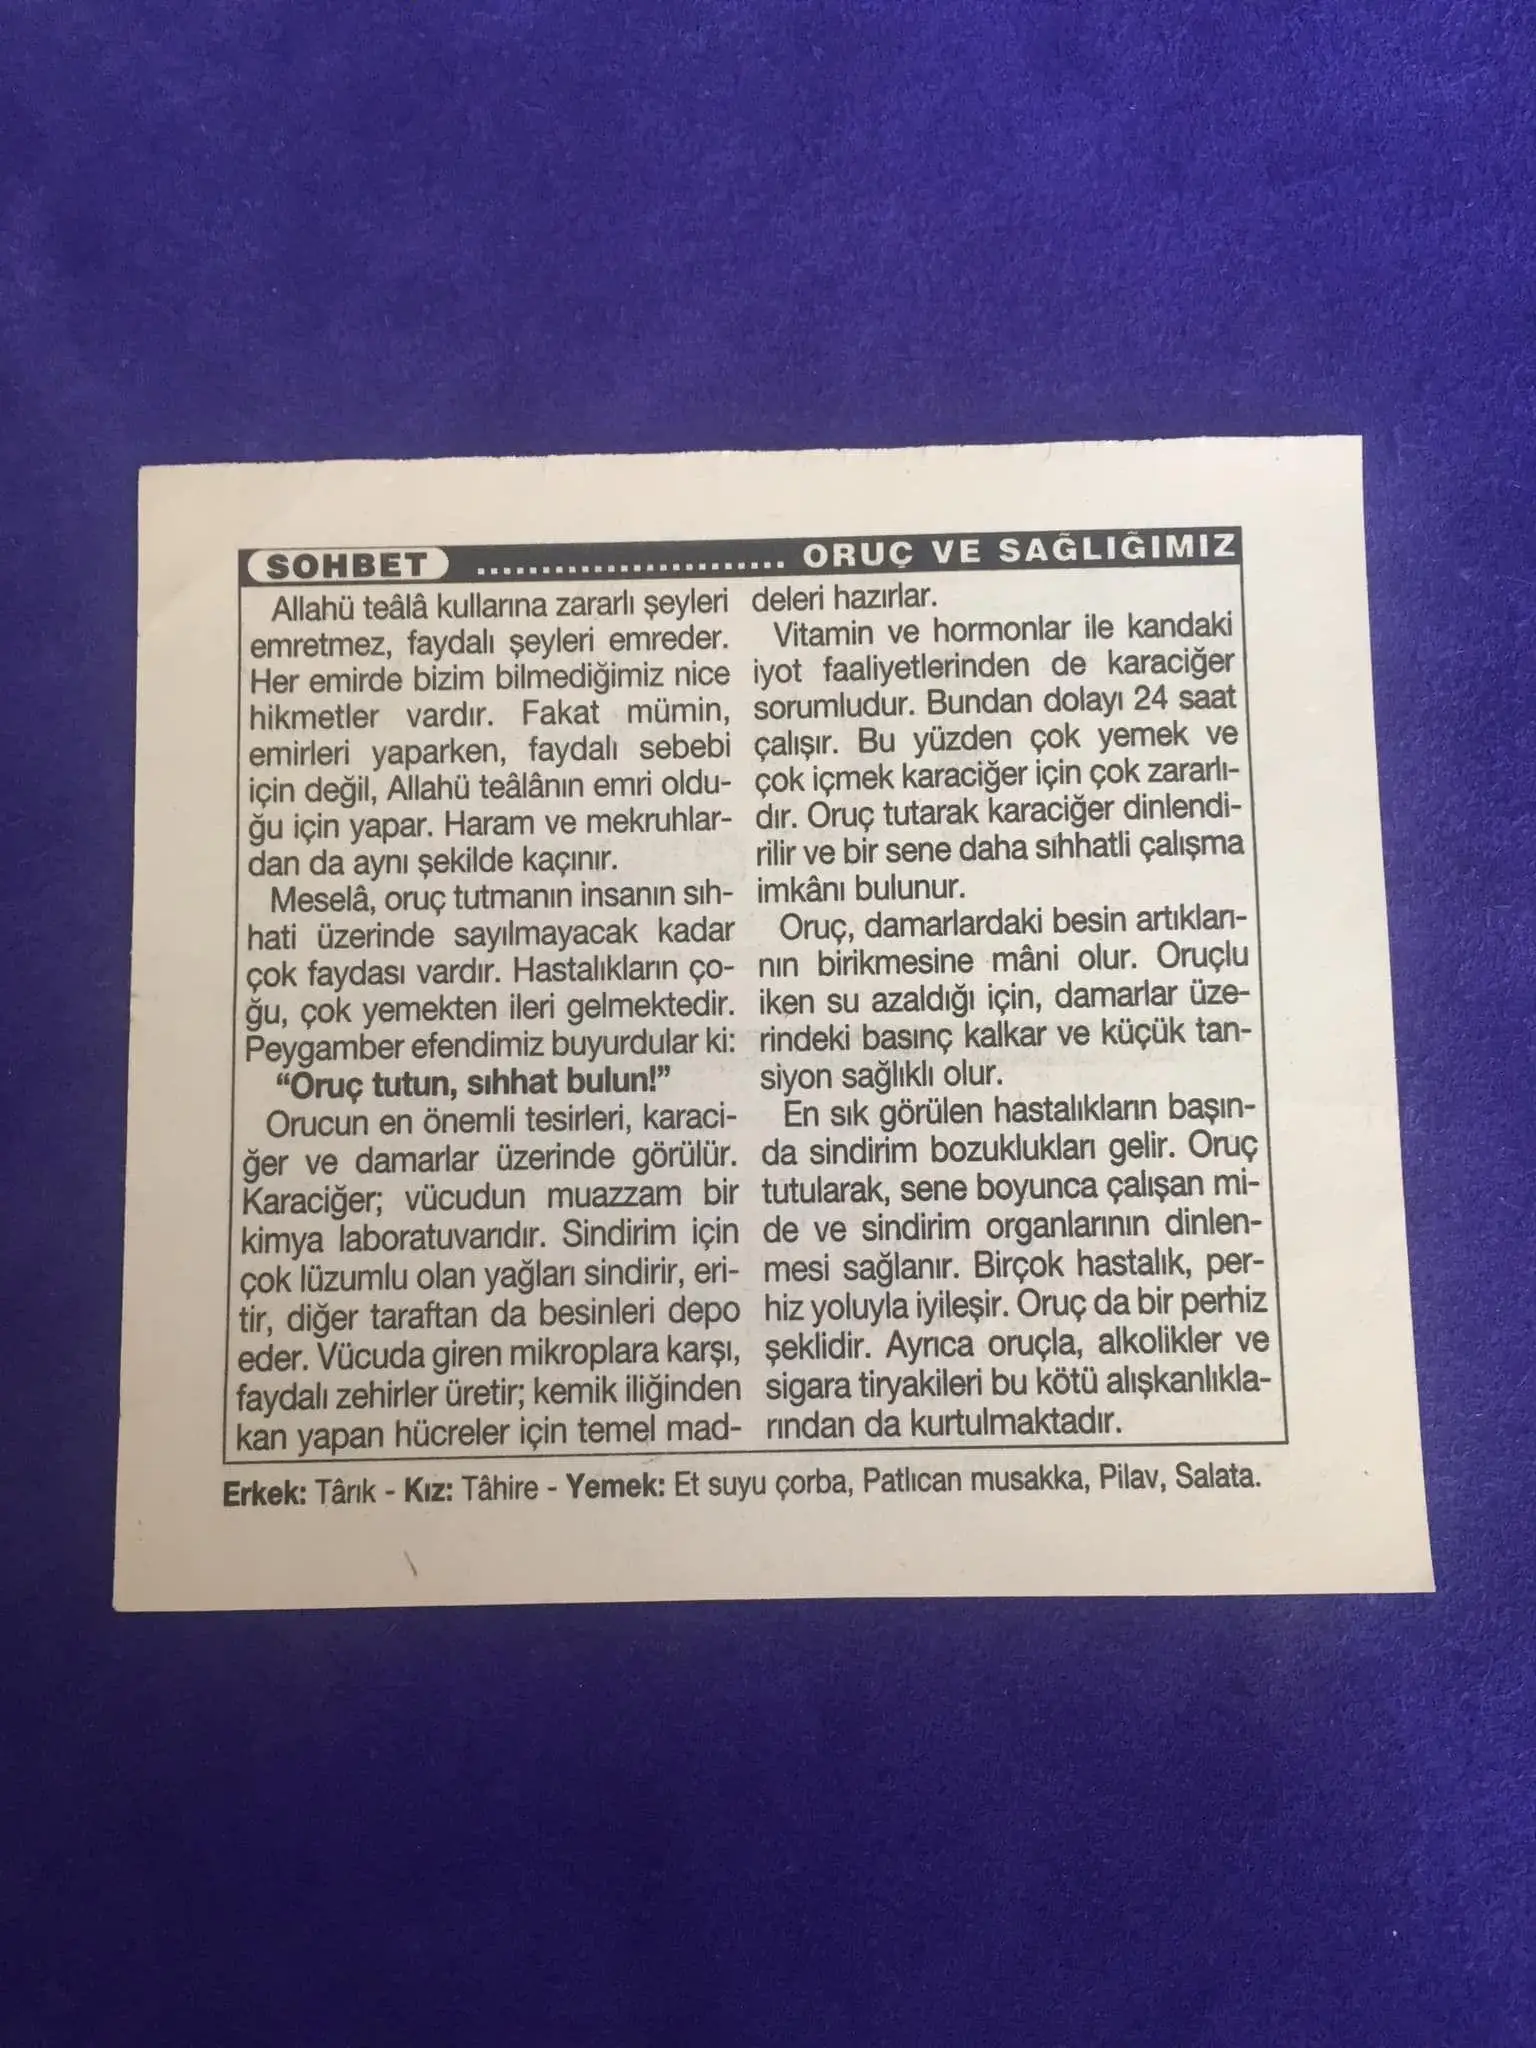 SOHBET ........................ ORUÇ VE SAĞLIĞIMIZ
Allahü teâlâ kullarına zararlı şeyleri
emretmez, faydalı şeyleri emreder.
Her emirde bizim bilmediğimiz nice
hikmetler vardır. Fakat mümin,
emirleri yaparken, faydalı sebebi
için değil, Allahü teâlânın emri oldu-
ğu için yapar. Haram ve mekruhlar-
dan da aynı şekilde kaçınır.
Meselâ, oruç tutmanın insanın sıh-
hati üzerinde sayılmayacak kadar
çok faydası vardır. Hastalıkların ço-
ğu, çok yemekten ileri gelmektedir.
Peygamber efendimiz buyurdular ki:
“Oruç tutun, sıhhat bulun!”
Orucun en önemli tesirleri, karaci-
ğer ve damarlar üzerinde görülür.
Karaciğer; vücudun muazzam bir
kimya laboratuvarıdır. Sindirim için
çok lüzumlu olan yağları sindirir, eri-
tir, diğer taraftan da besinleri depo
eder. Vücuda giren mikroplara karşı,
faydalı zehirler üretir; kemik iliğinden
kan yapan hücreler için temel mad-
deleri hazırlar.
Vitamin ve hormonlar ile kandaki
iyot faaliyetlerinden de karaciğer
sorumludur. Bundan dolayı 24 saat
çalışır. Bu yüzden çok yemek ve
çok içmek karaciğer için çok zararlı-
dır. Oruç tutarak karaciğer dinlendi-
rilir ve bir sene daha sıhhatli çalışma
imkânı bulunur.
Oruç, damarlardaki besin artıkları-
nın birikmesine mâni olur. Oruçlu
iken su azaldığı için, damarlar üze-
rindeki basınç kalkar ve küçük tan-
siyon sağlıklı olur.
En sık görülen hastalıkların başın-
da sindirim bozuklukları gelir. Oruç
tutularak, sene boyunca çalışan mi-
de ve sindirim organlarının dinlen-
mesi sağlanır. Birçok hastalık, per-
hiz yoluyla iyileşir. Oruç da bir perhiz
şeklidir. Ayrıca oruçla, alkolikler ve
sigara tiryakileri bu kötü alışkanlıkla-
rından da kurtulmaktadır.
Erkek: Târık - Kız: Tâhire - Yemek: Et suyu çorba, Patlıcan musakka, Pilav, Salata.